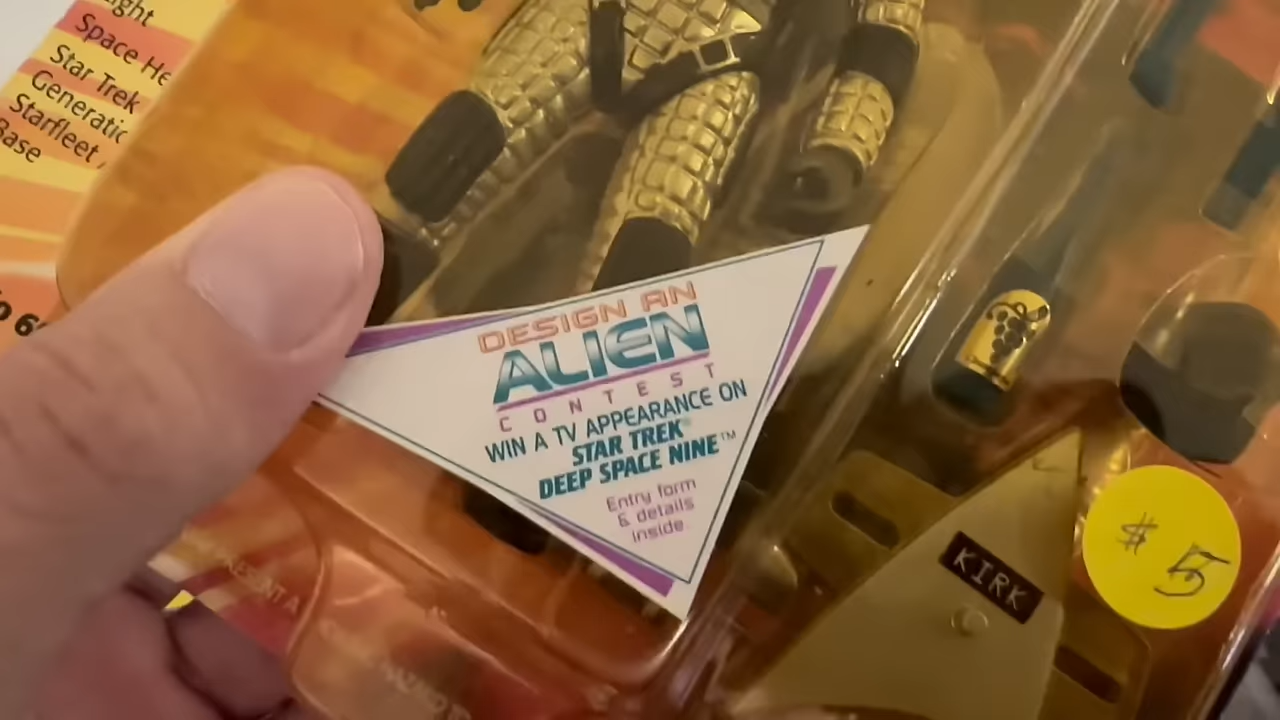 Space He
Star Trek
Generatio
Starfleet
Base
DESIGN AN
ALIEN
CONTEST
WIN A TV APPEARANCE ON
STAR TREK®
DEEP SPACE NINE™
Entry form
& details
inside.
KIRK
$5